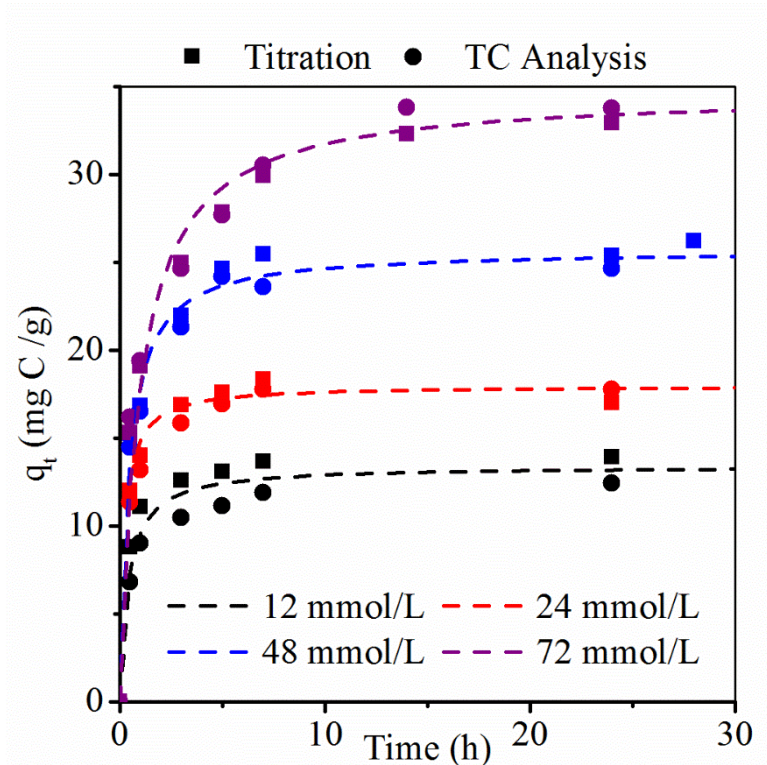 Titration TC Analysis
30
20
10
0
qt (mg C /g)
12 mmol/L 24 mmol/L
48 mmol/L 72 mmol/L
0 10 20 30
Time (h)